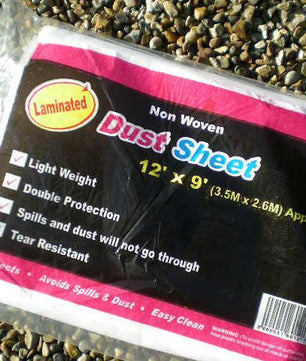 Laminated
Non Woven
Dust Sheet
12' x 9' (3.5M x 2.6M)
Light Weight
Double Protection
Spills and dust will not go through
Tear Resistant
• Avoids Spills & Dust • Easy Clean
WARNING: